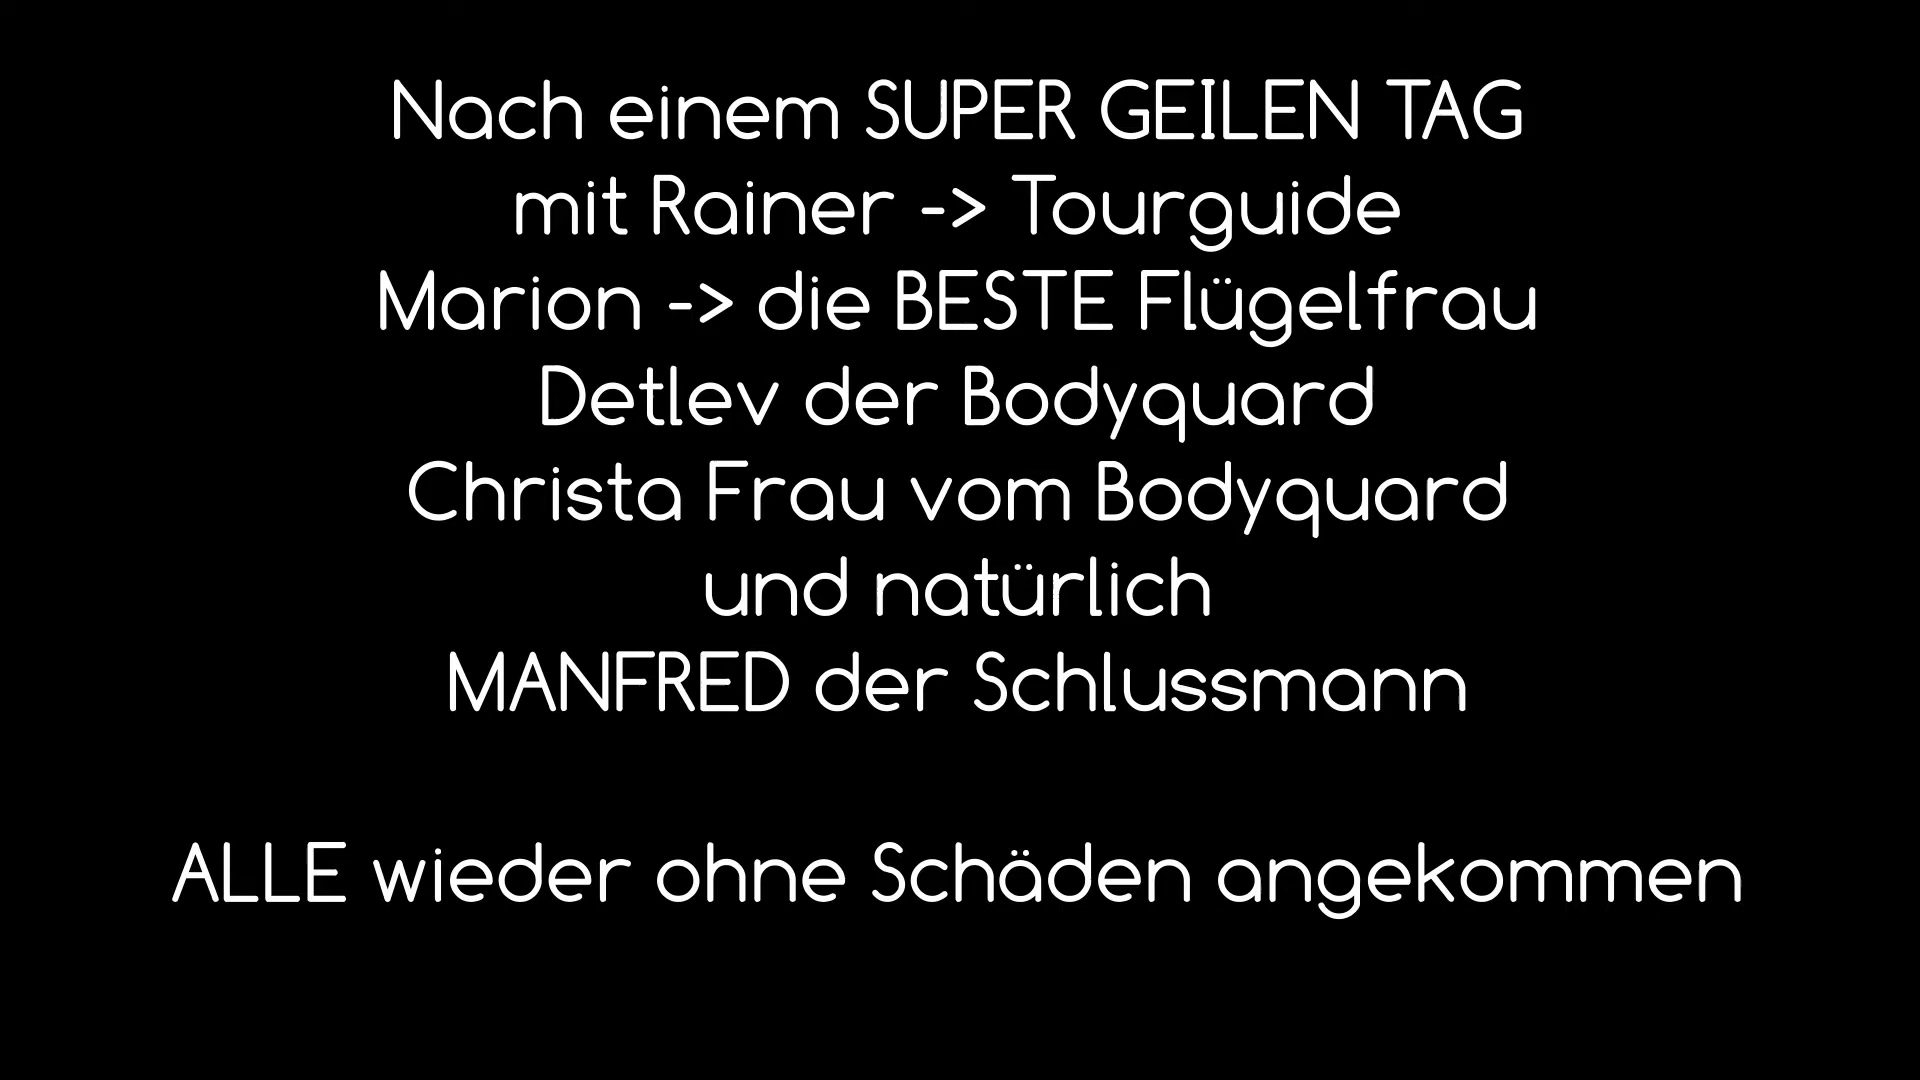 Nach einem SUPER GEILEN TAG
mit Rainer -> Tourguide
Marion -> die BESTE Flügelfrau
Detlev der Bodyquard
Christa Frau vom Bodyquard
und natürlich
MANFRED der Schlussmann
ALLE wieder ohne Schäden angekommen